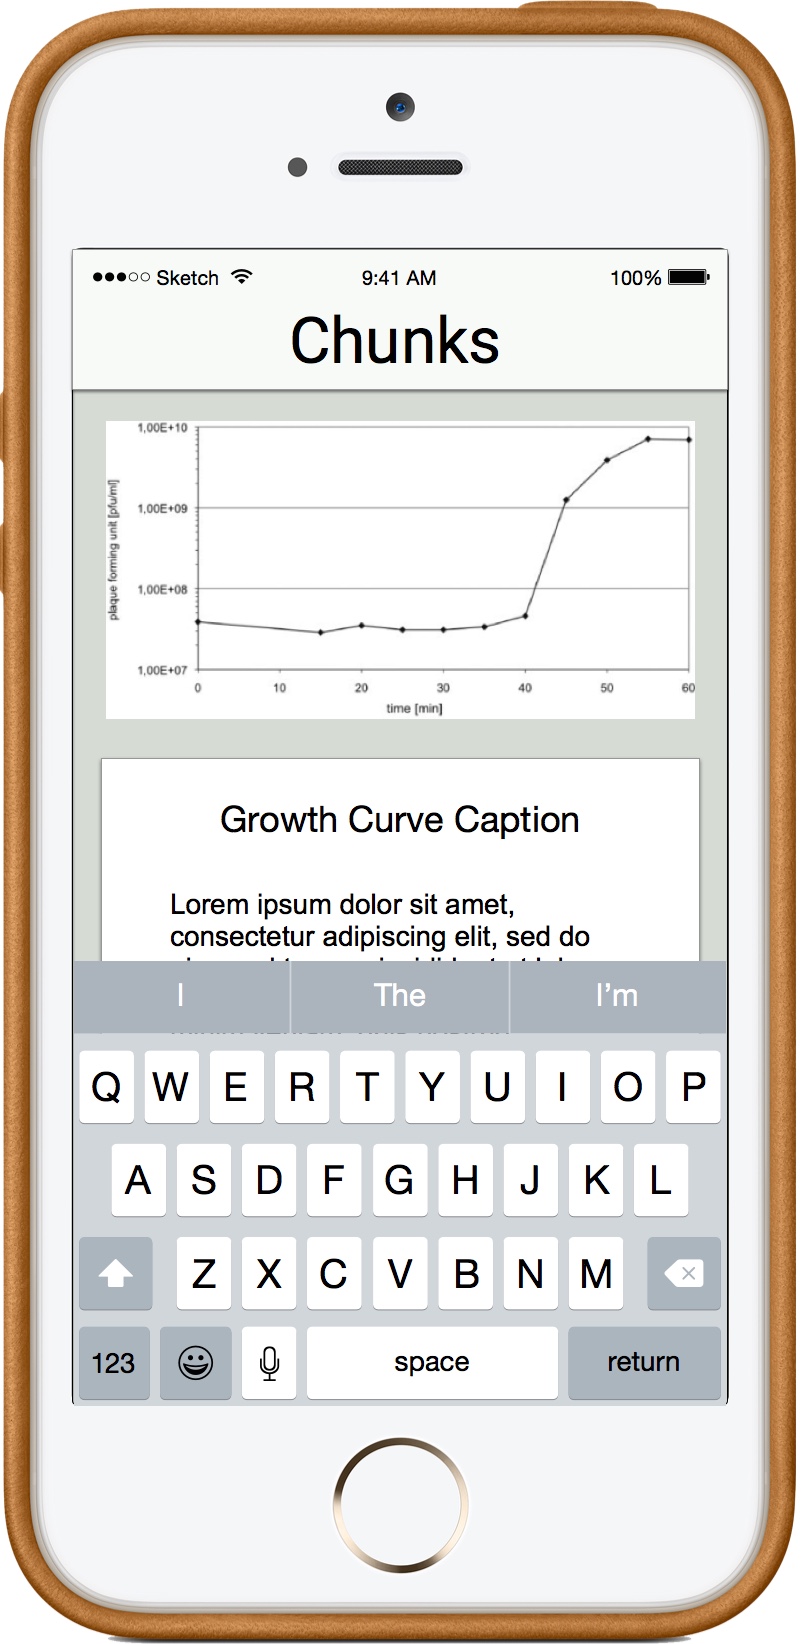 Sketch 9:41 AM 100%
Chunks
1,00E+10
1,00E+09
1,00E+08
1,00E+07
plaque forming unit [pfu/ml]
0 10 20 30 40 50 60
time [min]
Growth Curve Caption
Lorem ipsum dolor sit amet,
consectetur adipiscing elit, sed do
I The I'm
Q W E R T Y U I O P
A S D F G H J K L
Z X C V B N M
123 space return